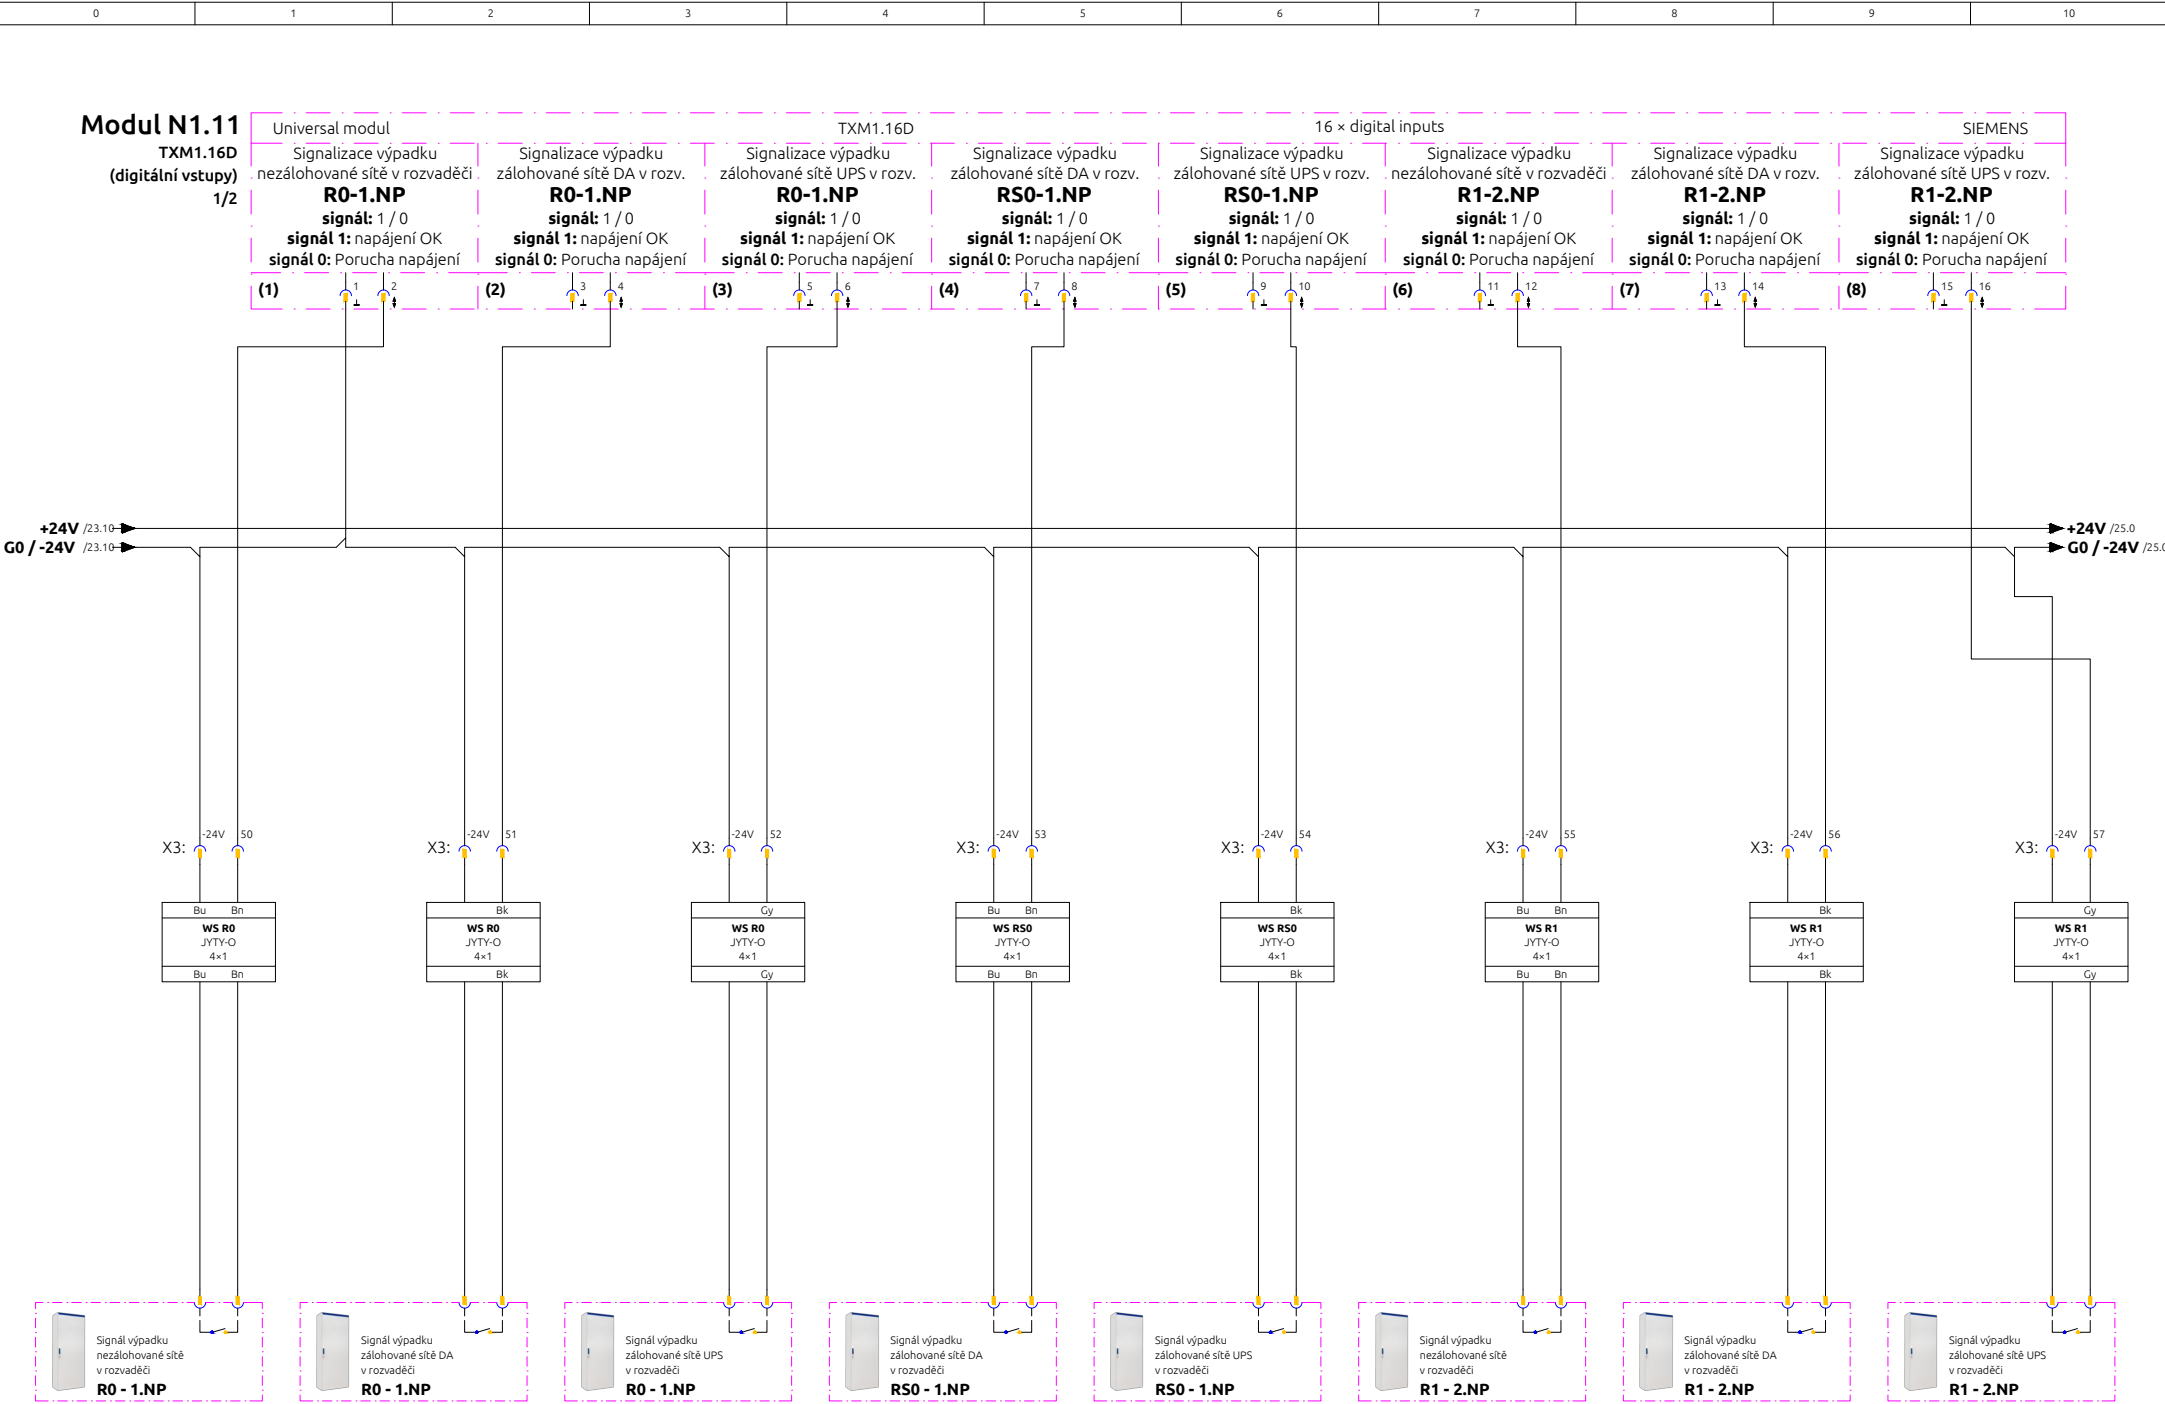 0 1 2 3 4 5 6 7 8 9 10
Modul N1.11
TXM1.16D
(digitální vstupy)
1/2
Universal modul TXM1.16D 16 × digital inputs SIEMENS
Signalizace výpadku
nezálohované sítě v rozvaděči
R0-1.NP
signál: 1 / 0
signál 1: napájení OK
signál 0: Porucha napájení
(1) 1 2
Signalizace výpadku
zálohované sítě DA v rozv.
R0-1.NP
signál: 1 / 0
signál 1: napájení OK
signál 0: Porucha napájení
(2) 3 4
Signalizace výpadku
zálohované sítě UPS v rozv.
R0-1.NP
signál: 1 / 0
signál 1: napájení OK
signál 0: Porucha napájení
(3) 5 6
Signalizace výpadku
zálohované sítě DA v rozv.
RS0-1.NP
signál: 1 / 0
signál 1: napájení OK
signál 0: Porucha napájení
(4) 7 8
Signalizace výpadku
zálohované sítě UPS v rozv.
RS0-1.NP
signál: 1 / 0
signál 1: napájení OK
signál 0: Porucha napájení
(5) 9 10
Signalizace výpadku
nezálohované sítě v rozvaděči
R1-2.NP
signál: 1 / 0
signál 1: napájení OK
signál 0: Porucha napájení
(6) 11 12
Signalizace výpadku
zálohované sítě DA v rozv.
R1-2.NP
signál: 1 / 0
signál 1: napájení OK
signál 0: Porucha napájení
(7) 13 14
Signalizace výpadku
zálohované sítě UPS v rozv.
R1-2.NP
signál: 1 / 0
signál 1: napájení OK
signál 0: Porucha napájení
(8) 15 16
+24V /23.10 +24V /25.0
G0 / -24V /23.10 G0 / -24V /25.0
X3: -24V 50
Bu Bn
WS R0
JYTY-O
4×1
Bu Bn
X3: -24V 51
Bk
WS R0
JYTY-O
4×1
Bk
X3: -24V 52
Gy
WS R0
JYTY-O
4×1
Gy
X3: -24V 53
Bu Bn
WS RS0
JYTY-O
4×1
Bu Bn
X3: -24V 54
Bk
WS RS0
JYTY-O
4×1
Bk
X3: -24V 55
Bu Bn
WS R1
JYTY-O
4×1
Bu Bn
X3: -24V 56
Bk
WS R1
JYTY-O
4×1
Bk
X3: -24V 57
Gy
WS R1
JYTY-O
4×1
Gy
Signál výpadku
nezálohované sítě
v rozvaděči
R0 - 1.NP
Signál výpadku
zálohované sítě DA
v rozvaděči
R0 - 1.NP
Signál výpadku
zálohované sítě UPS
v rozvaděči
R0 - 1.NP
Signál výpadku
zálohované sítě DA
v rozvaděči
RS0 - 1.NP
Signál výpadku
zálohované sítě UPS
v rozvaděči
RS0 - 1.NP
Signál výpadku
nezálohované sítě
v rozvaděči
R1 - 2.NP
Signál výpadku
zálohované sítě DA
v rozvaděči
R1 - 2.NP
Signál výpadku
zálohované sítě UPS
v rozvaděči
R1 - 2.NP